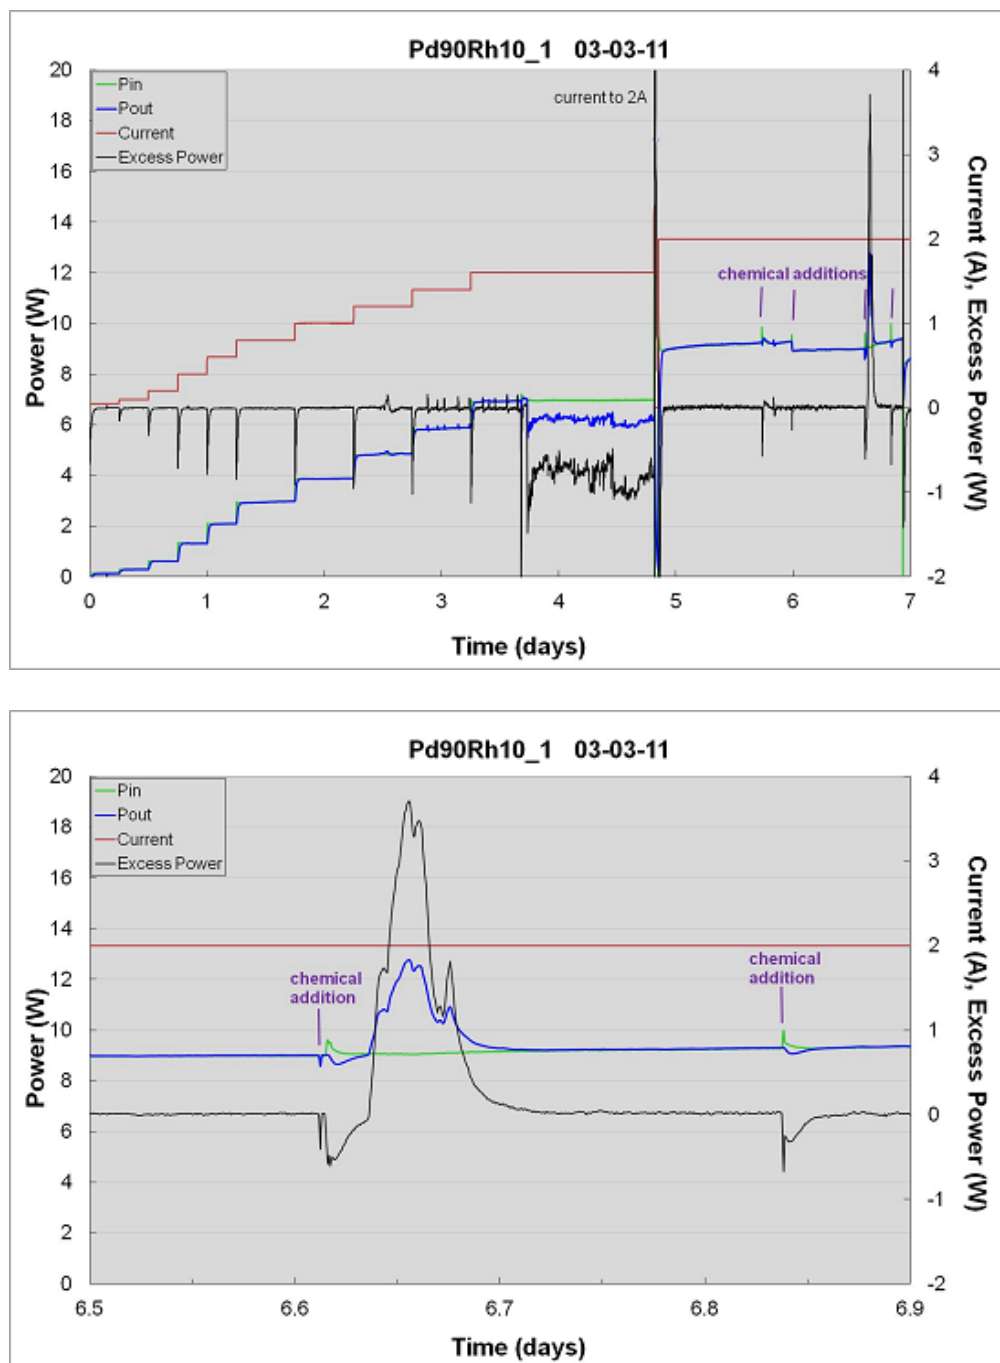 Pd90Rh10_1 03-03-11
Pin
Pout
Current
Excess Power
current to 2A
chemical additions
Power (W)
20
18
16
14
12
10
8
6
4
2
0
4
3
2
1
0
-1
-2
Current (A), Excess Power (W)
0 1 2 3 4 5 6 7
Time (days)
Pd90Rh10_1 03-03-11
Pin
Pout
Current
Excess Power
chemical
addition
chemical
addition
Power (W)
20
18
16
14
12
10
8
6
4
2
0
4
3
2
1
0
-1
-2
Current (A), Excess Power (W)
6.5 6.6 6.7 6.8 6.9
Time (days)